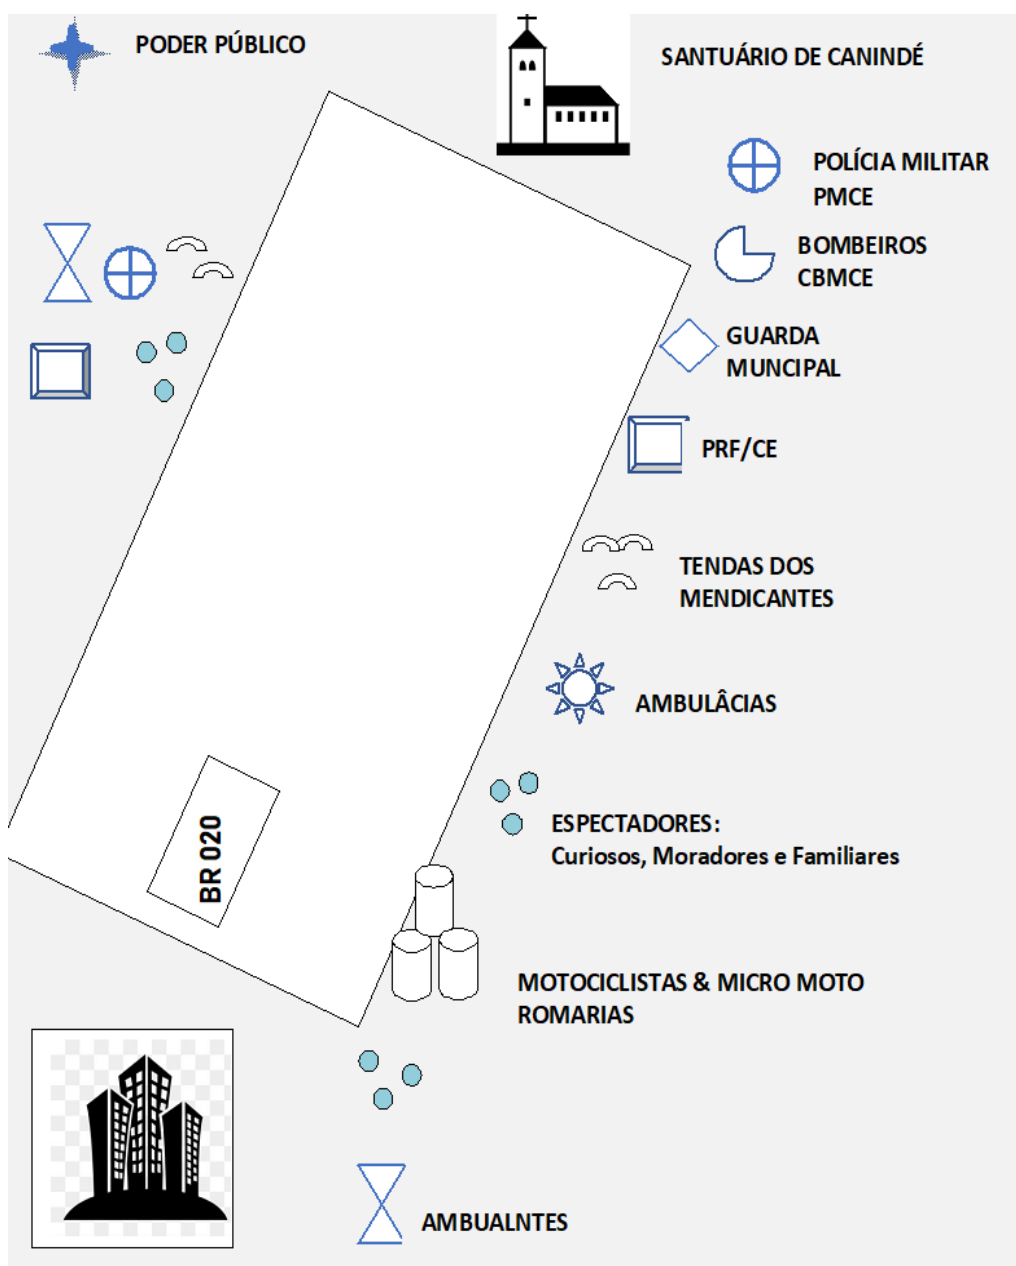 PODER PÚBLICO
SANTUÁRIO DE CANINDÉ
POLÍCIA MILITAR
PMCE
BOMBEIROS
CBMCE
GUARDA
MUNCIPAL
PRF/CE
TENDAS DOS
MENDICANTES
AMBULÂCIAS
ESPECTADORES:
Curiosos, Moradores e Familiares
BR 020
MOTOCICLISTAS & MICRO MOTO
ROMARIAS
AMBUALNTES